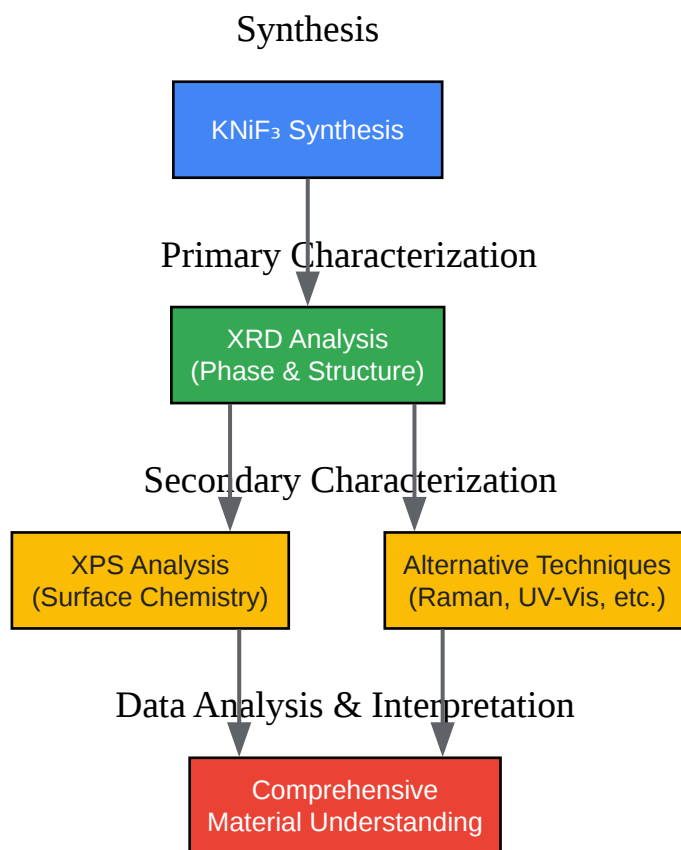 Synthesis
KNiF₃ Synthesis
Primary Characterization
XRD Analysis
(Phase & Structure)
Secondary Characterization
XPS Analysis
(Surface Chemistry)
Alternative Techniques
(Raman, UV-Vis, etc.)
Data Analysis & Interpretation
Comprehensive
Material Understanding